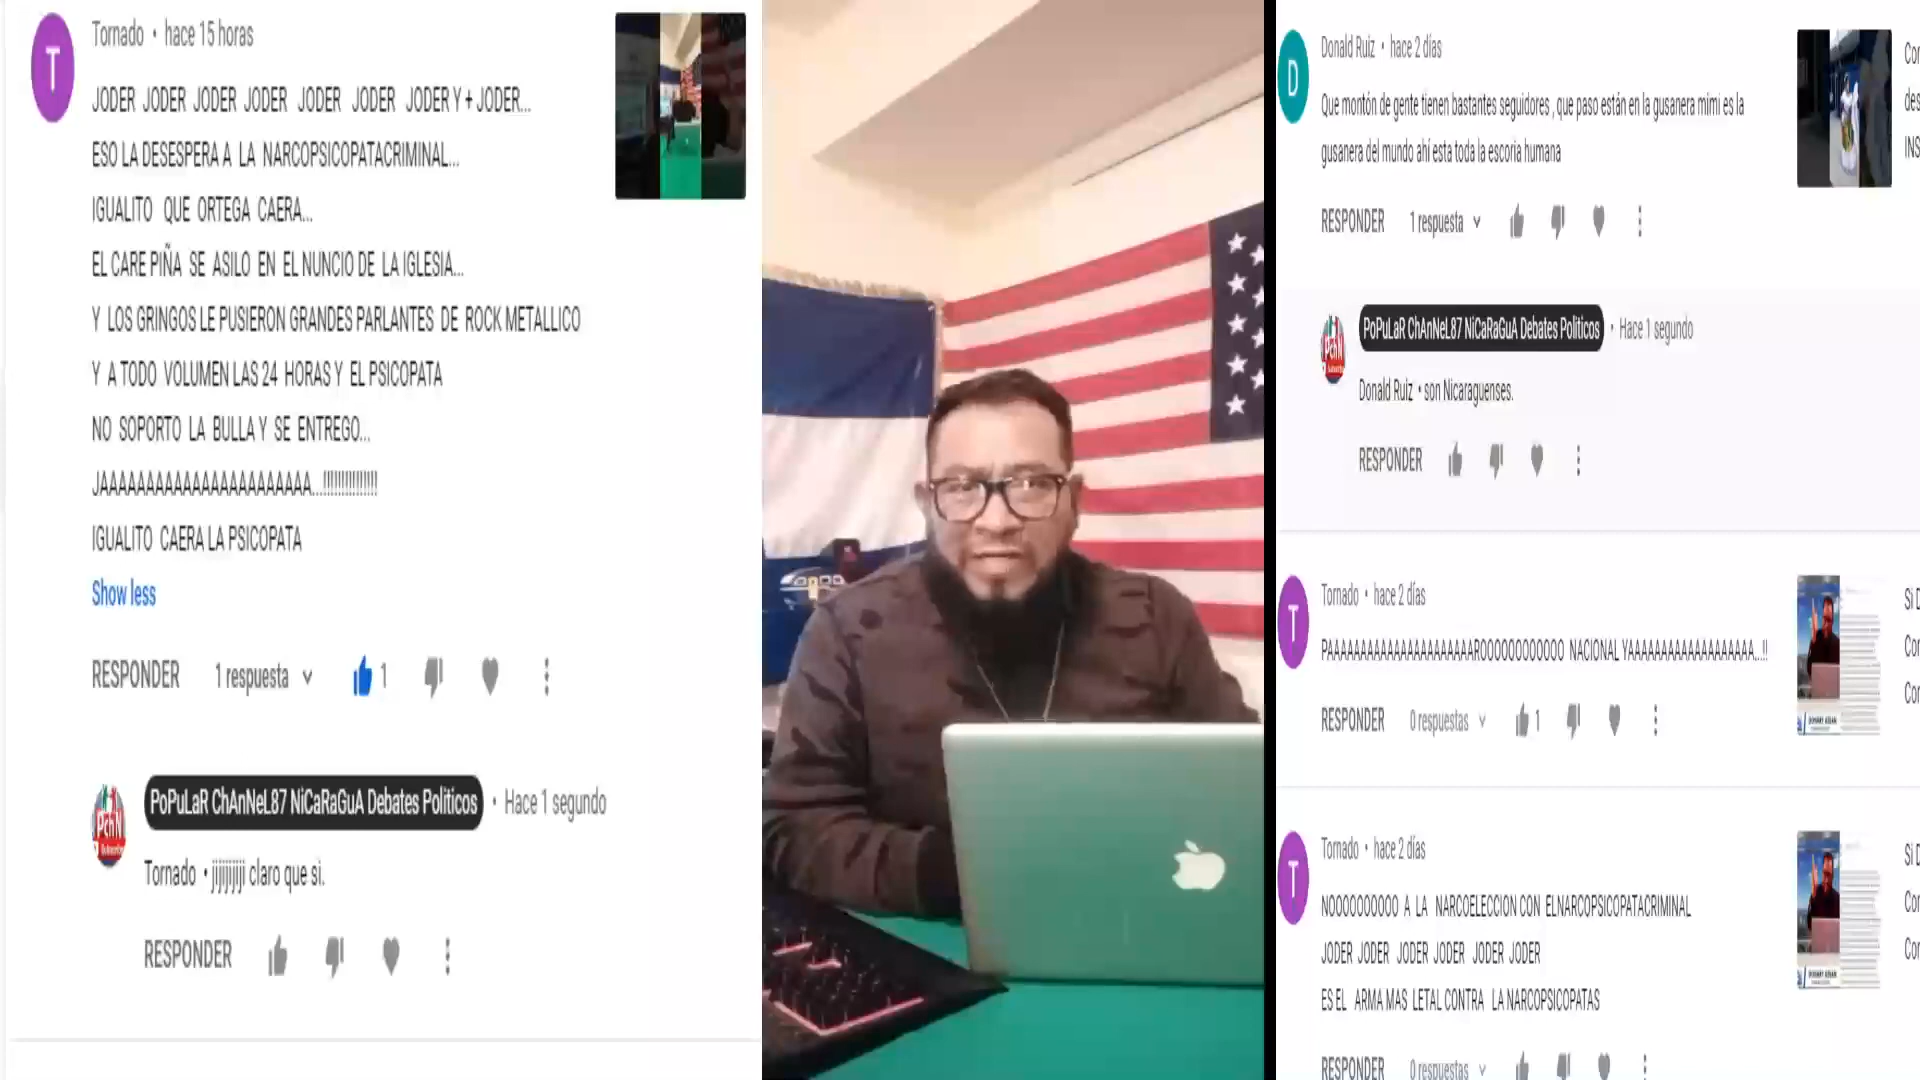 T
Tornado • hace 15 horas
JODER JODER JODER JODER JODER JODER JODER Y + JODER...
ESO LA DESESPERA A LA NARCOPSICOPATACRIMINAL...
IGUALITO QUE ORTEGA CAERA...
EL CARE PIÑA SE ASILO EN EL NUNCIO DE LA IGLESIA...
Y LOS GRINGOS LE PUSIERON GRANDES PARLANTES DE ROCK METALLICO
Y A TODO VOLUMEN LAS 24 HORAS Y EL PSICOPATA
NO SOPORTO LA BULLA Y SE ENTREGO...
JAAAAAAAAAAAAAAAAAAAAAAA...!!!!!!!!!!!!!!!
IGUALITO CAERA LA PSICOPATA
Show less
RESPONDER 1 respuesta 1
PchN
PoPuLaR ChAnNeL87 NiCaRaGuA Debates Politicos • Hace 1 segundo
Tornado • jijijijiji claro que si.
RESPONDER
D
Donald Ruiz • hace 2 días
Que montón de gente tienen bastantes seguidores , que paso están en la gusanera mimi es la
gusanera del mundo ahí esta toda la escoria humana
RESPONDER 1 respuesta
PchN
PoPuLaR ChAnNeL87 NiCaRaGuA Debates Politicos • Hace 1 segundo
Donald Ruiz • son Nicaraguenses.
RESPONDER
T
Tornado • hace 2 días
PAAAAAAAAAAAAAAAAAAAAAROOOOOOOOOOOO NACIONAL YAAAAAAAAAAAAAAAAAAA...!!
RESPONDER 0 respuestas 1
T
Tornado • hace 2 días
NOOOOOOOOOO A LA NARCOELECCION CON ELNARCOPSICOPATACRIMINAL
JODER JODER JODER JODER JODER JODER
ES EL ARMA MAS LETAL CONTRA LA NARCOPSICOPATAS
RESPONDER 0 respuestas